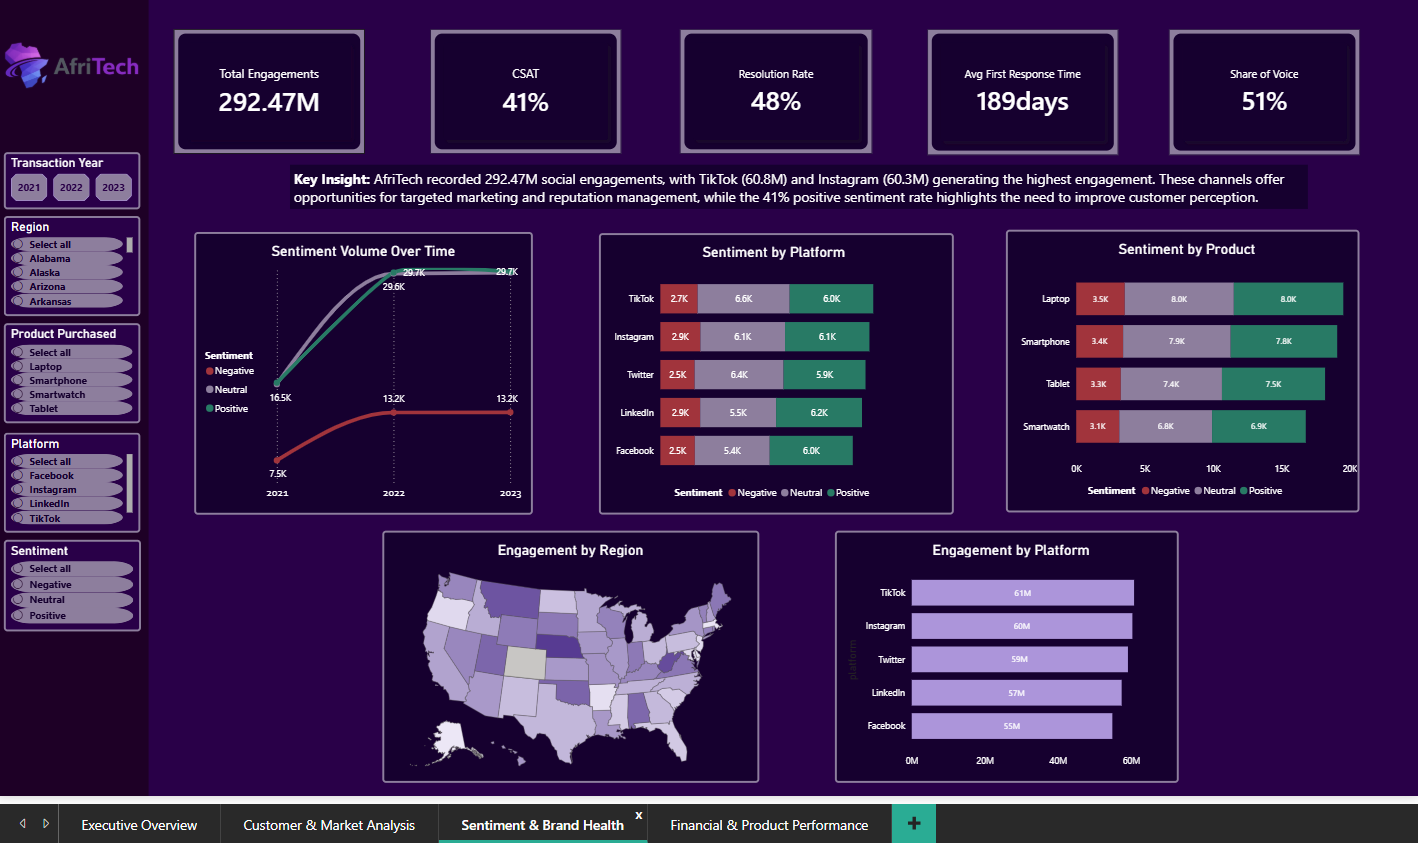 AfriTech
Total Engagements
292.47M
CSAT
41%
Resolution Rate
48%
Avg First Response Time
189days
Share of Voice
51%
Key Insight: AfriTech recorded 292.47M social engagements, with TikTok (60.8M) and Instagram (60.3M) generating the highest engagement. These channels offer
opportunities for targeted marketing and reputation management, while the 41% positive sentiment rate highlights the need to improve customer perception.
Transaction Year
2021 2022 2023
Region
Select all
Alabama
Alaska
Arizona
Arkansas
Product Purchased
Select all
Laptop
Smartphone
Smartwatch
Tablet
Platform
Select all
Facebook
Instagram
LinkedIn
TikTok
Sentiment
Select all
Negative
Neutral
Positive
Sentiment Volume Over Time
29.7K 29.7K
29.6K
Sentiment
Negative
Neutral
Positive
16.5K 13.2K 13.2K
7.5K
2021 2022 2023
Sentiment by Platform
TikTok 2.7K 6.6K 6.0K
Instagram 2.9K 6.1K 6.1K
Twitter 2.5K 6.4K 5.9K
LinkedIn 2.9K 5.5K 6.2K
Facebook 2.5K 5.4K 6.0K
Sentiment Negative Neutral Positive
Sentiment by Product
Laptop 3.5K 8.0K 8.0K
Smartphone 3.4K 7.9K 7.8K
Tablet 3.3K 7.4K 7.5K
Smartwatch 3.1K 6.8K 6.9K
0K 5K 10K 15K 20K
Sentiment Negative Neutral Positive
Engagement by Region
Engagement by Platform
platform
TikTok 61M
Instagram 60M
Twitter 59M
LinkedIn 57M
Facebook 55M
0M 20M 40M 60M
Executive Overview Customer & Market Analysis Sentiment & Brand Health x Financial & Product Performance +